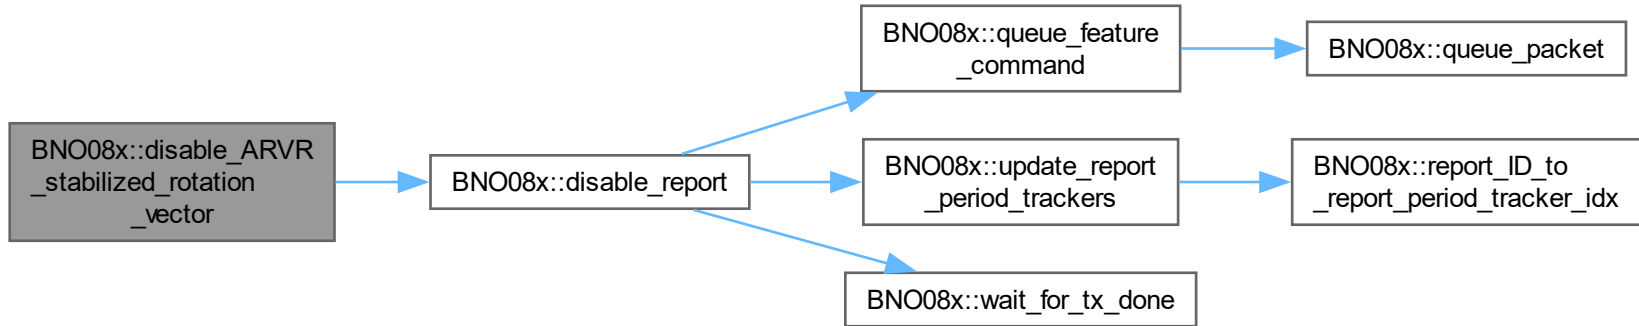 BNO08x::disable_ARVR
_stabilized_rotation
_vector
BNO08x::disable_report
BNO08x::queue_feature
_command
BNO08x::queue_packet
BNO08x::update_report
_period_trackers
BNO08x::report_ID_to
_report_period_tracker_idx
BNO08x::wait_for_tx_done